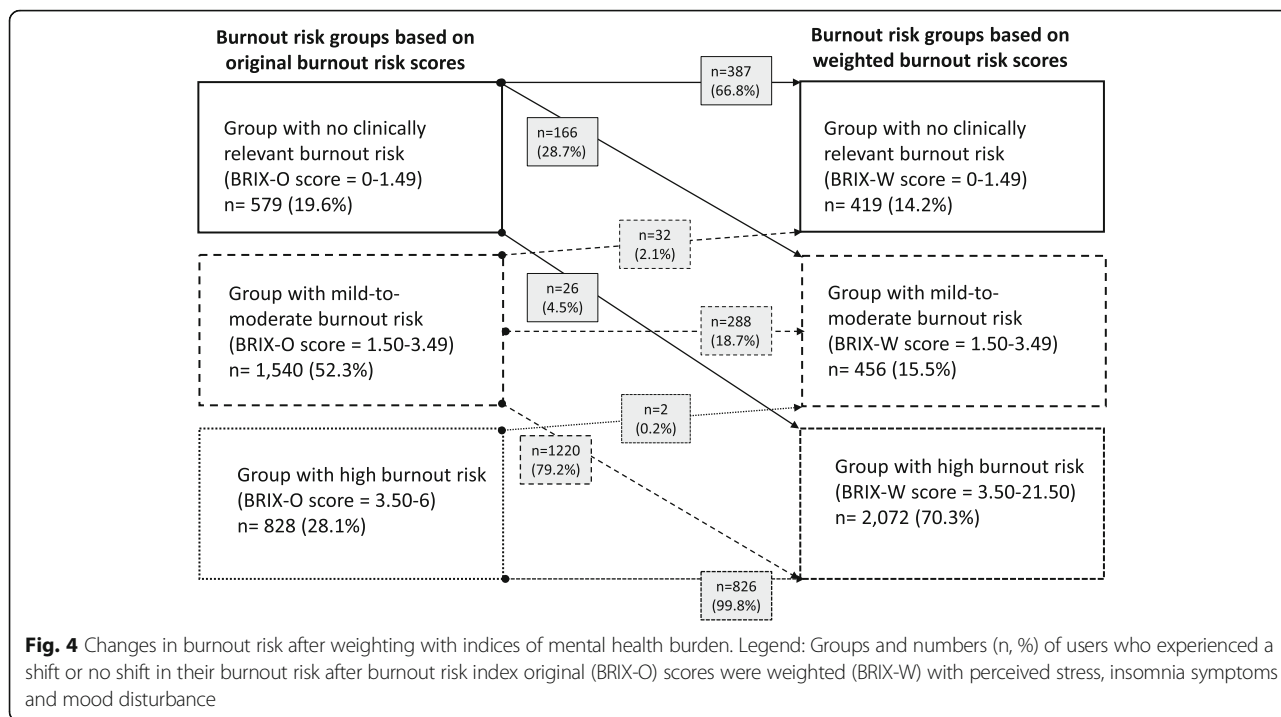 Burnout risk groups based on
original burnout risk scores
Burnout risk groups based on
weighted burnout risk scores
Group with no clinically
relevant burnout risk
(BRIX-O score = 0-1.49)
n= 579 (19.6%)
n=387
(66.8%)
n=166
(28.7%)
Group with no clinically
relevant burnout risk
(BRIX-W score = 0-1.49)
n= 419 (14.2%)
n=32
(2.1%)
n=26
(4.5%)
Group with mild-to-
moderate burnout risk
(BRIX-O score = 1.50-3.49)
n= 1,540 (52.3%)
n=288
(18.7%)
Group with mild-to-
moderate burnout risk
(BRIX-W score = 1.50-3.49)
n= 456 (15.5%)
n=2
(0.2%)
n=1220
(79.2%)
Group with high burnout risk
(BRIX-O score = 3.50-6)
n= 828 (28.1%)
Group with high burnout risk
(BRIX-W score = 3.50-21.50)
n= 2,072 (70.3%)
n=826
(99.8%)
Fig. 4 Changes in burnout risk after weighting with indices of mental health burden. Legend: Groups and numbers (n, %) of users who experienced a
shift or no shift in their burnout risk after burnout risk index original (BRIX-O) scores were weighted (BRIX-W) with perceived stress, insomnia symptoms
and mood disturbance